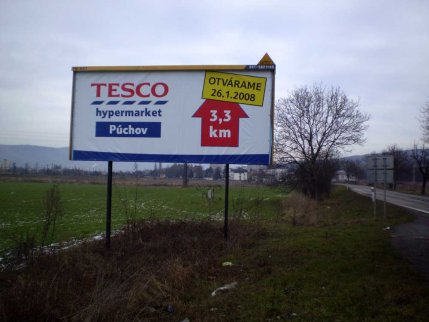 TESCO
hypermarket
Púchov
OTVÁRAME
26.1.2008
3,3
km